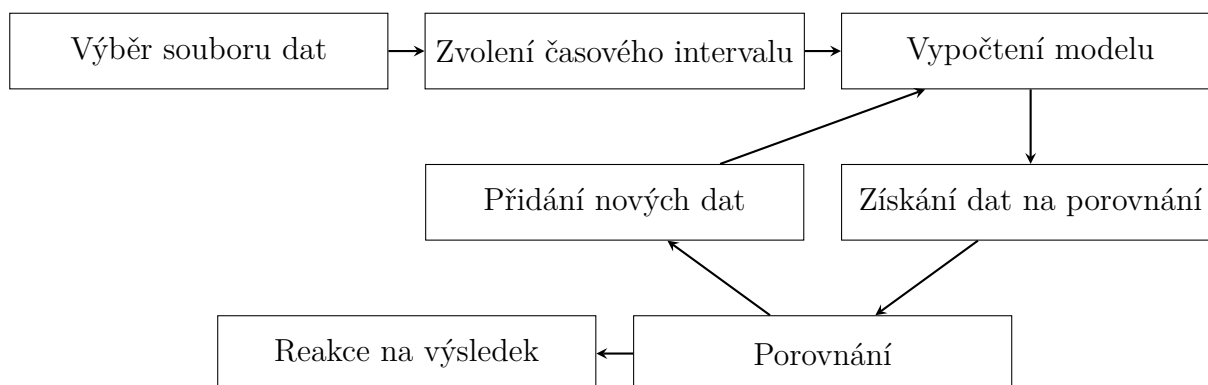 Výběr souboru dat
Zvolení časového intervalu
Vypočtení modelu
Přidání nových dat
Získání dat na porovnání
Reakce na výsledek
Porovnání